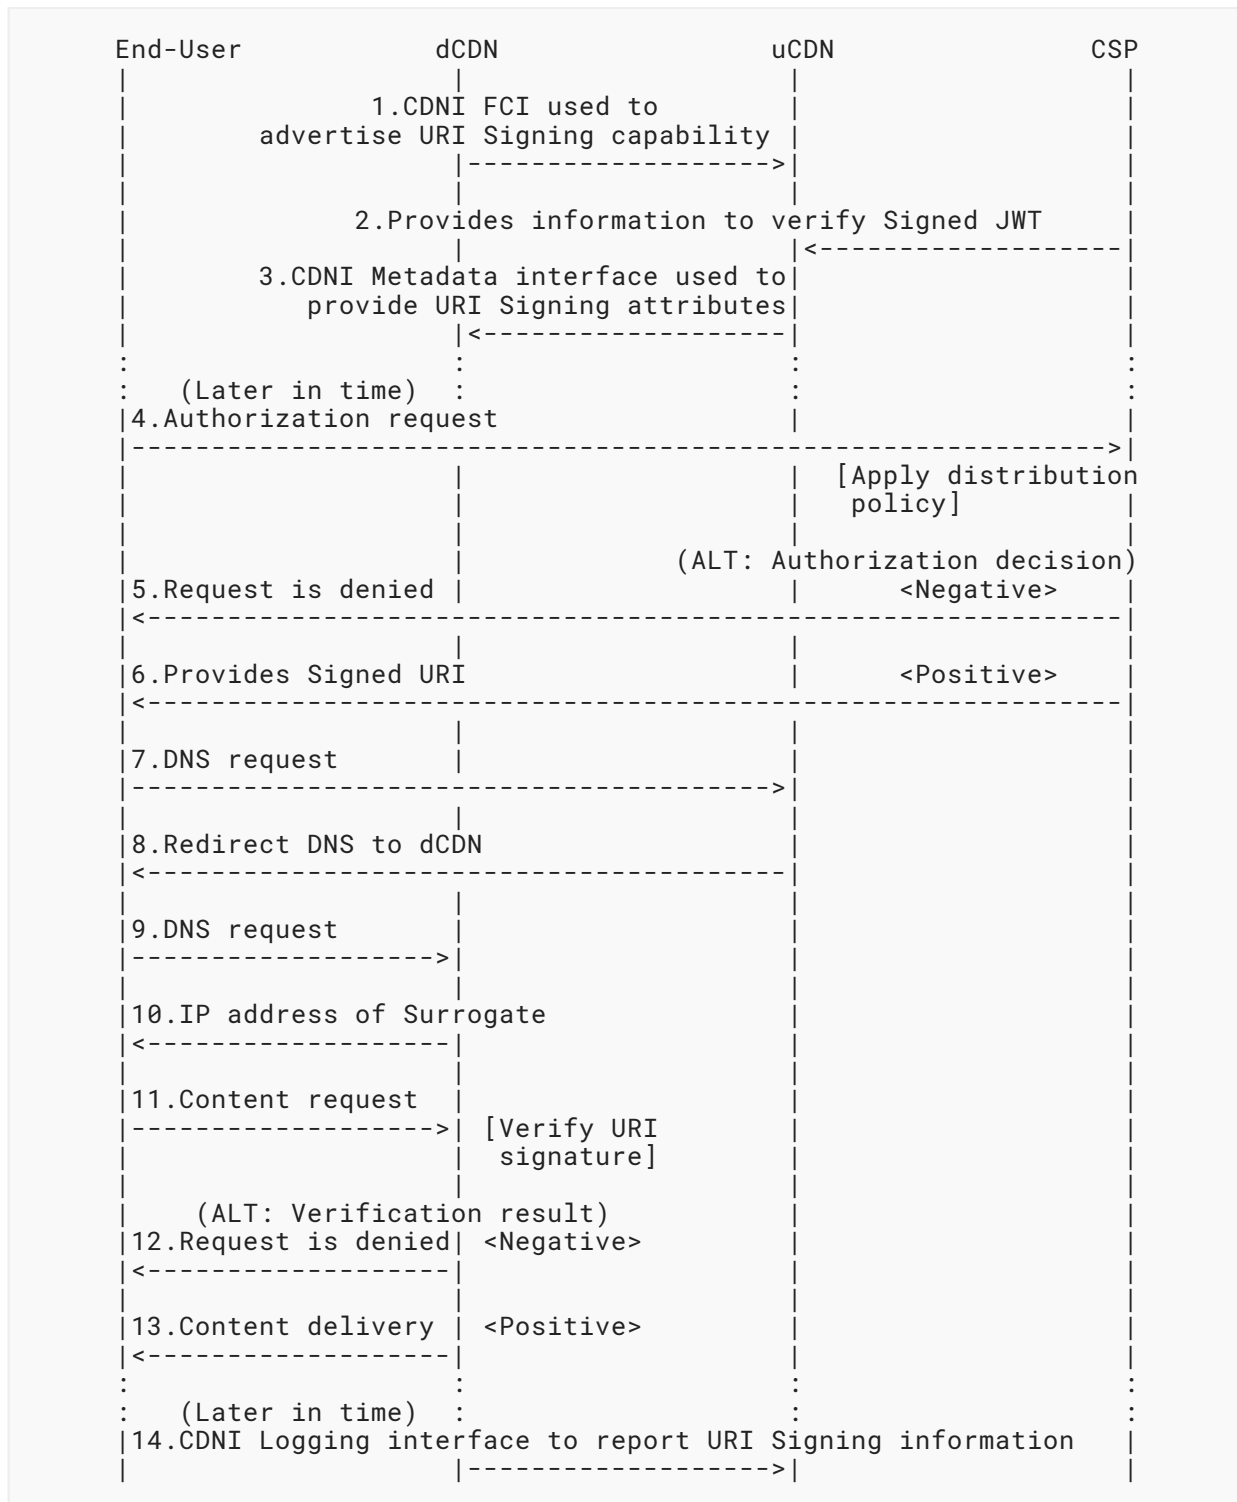 End-User dCDN uCDN CSP
1.CDNI FCI used to
advertise URI Signing capability
2.Provides information to verify Signed JWT
3.CDNI Metadata interface used to
provide URI Signing attributes
(Later in time)
4.Authorization request
[Apply distribution
policy]
(ALT: Authorization decision)
5.Request is denied <Negative>
6.Provides Signed URI <Positive>
7.DNS request
8.Redirect DNS to dCDN
9.DNS request
10.IP address of Surrogate
11.Content request
[Verify URI
signature]
(ALT: Verification result)
12.Request is denied <Negative>
13.Content delivery <Positive>
(Later in time)
14.CDNI Logging interface to report URI Signing information